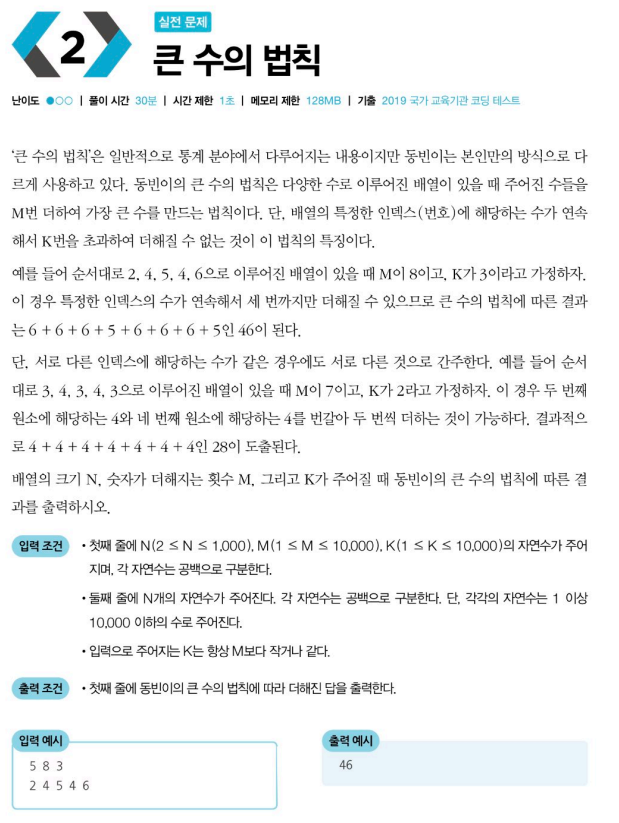 2
실전 문제
큰 수의 법칙
난이도 ●○○ | 풀이 시간 30분 | 시간 제한 1초 | 메모리 제한 128MB | 기출 2019 국가 교육기관 코딩 테스트
'큰 수의 법칙'은 일반적으로 통계 분야에서 다루어지는 내용이지만 동빈이는 본인만의 방식으로 다
르게 사용하고 있다. 동빈이의 큰 수의 법칙은 다양한 수로 이루어진 배열이 있을 때 주어진 수들을
M번 더하여 가장 큰 수를 만드는 법칙이다. 단, 배열의 특정한 인덱스(번호)에 해당하는 수가 연속
해서 K번을 초과하여 더해질 수 없는 것이 이 법칙의 특징이다.
예를 들어 순서대로 2, 4, 5, 4, 6으로 이루어진 배열이 있을 때 M이 8이고, K가 3이라고 가정하자.
이 경우 특정한 인덱스의 수가 연속해서 세 번까지만 더해질 수 있으므로 큰 수의 법칙에 따른 결과
는 6 + 6 + 6 + 5 + 6 + 6 + 6 + 5인 46이 된다.
단, 서로 다른 인덱스에 해당하는 수가 같은 경우에도 서로 다른 것으로 간주한다. 예를 들어 순서
대로 3, 4, 3, 4, 3으로 이루어진 배열이 있을 때 M이 7이고, K가 2라고 가정하자. 이 경우 두 번째
원소에 해당하는 4와 네 번째 원소에 해당하는 4를 번갈아 두 번씩 더하는 것이 가능하다. 결과적으
로 4 + 4 + 4 + 4 + 4 + 4 + 4인 28이 도출된다.
배열의 크기 N, 숫자가 더해지는 횟수 M, 그리고 K가 주어질 때 동빈이의 큰 수의 법칙에 따른 결
과를 출력하시오.
입력 조건 • 첫째 줄에 N(2 ≤ N ≤ 1,000), M(1 ≤ M ≤ 10,000), K(1 ≤ K ≤ 10,000)의 자연수가 주어
지며, 각 자연수는 공백으로 구분한다.
• 둘째 줄에 N개의 자연수가 주어진다. 각 자연수는 공백으로 구분한다. 단, 각각의 자연수는 1 이상
10,000 이하의 수로 주어진다.
• 입력으로 주어지는 K는 항상 M보다 작거나 같다.
출력 조건 • 첫째 줄에 동빈이의 큰 수의 법칙에 따라 더해진 답을 출력한다.
입력 예시
5 8 3
2 4 5 4 6
출력 예시
46